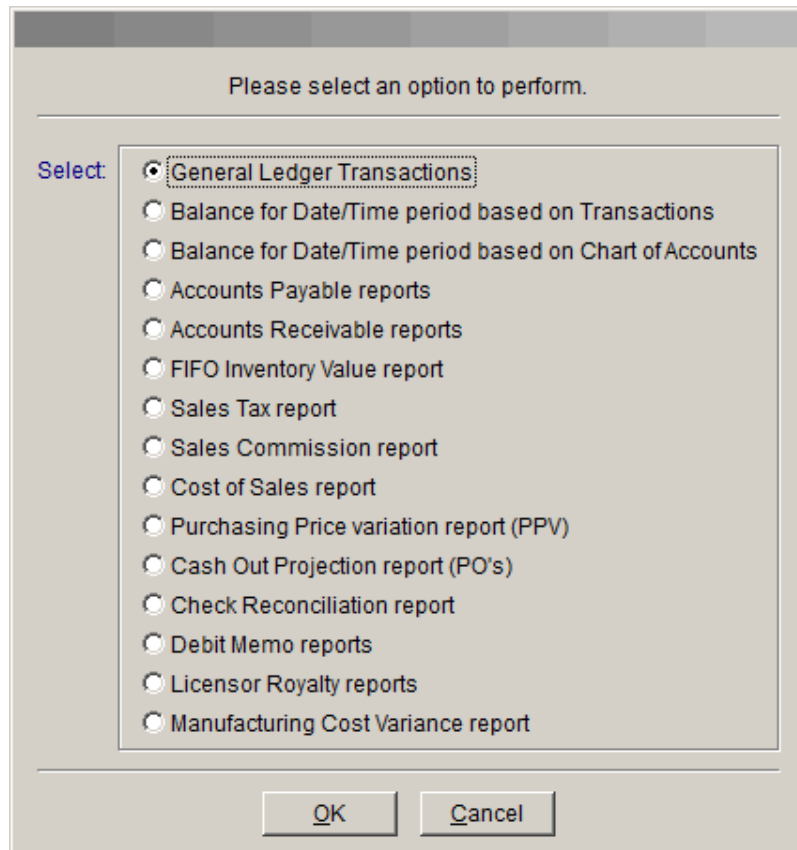 Please select an option to perform.
Select:
General Ledger Transactions
Balance for Date/Time period based on Transactions
Balance for Date/Time period based on Chart of Accounts
Accounts Payable reports
Accounts Receivable reports
FIFO Inventory Value report
Sales Tax report
Sales Commission report
Cost of Sales report
Purchasing Price variation report (PPV)
Cash Out Projection report (PO's)
Check Reconciliation report
Debit Memo reports
Licensor Royalty reports
Manufacturing Cost Variance report
OK Cancel